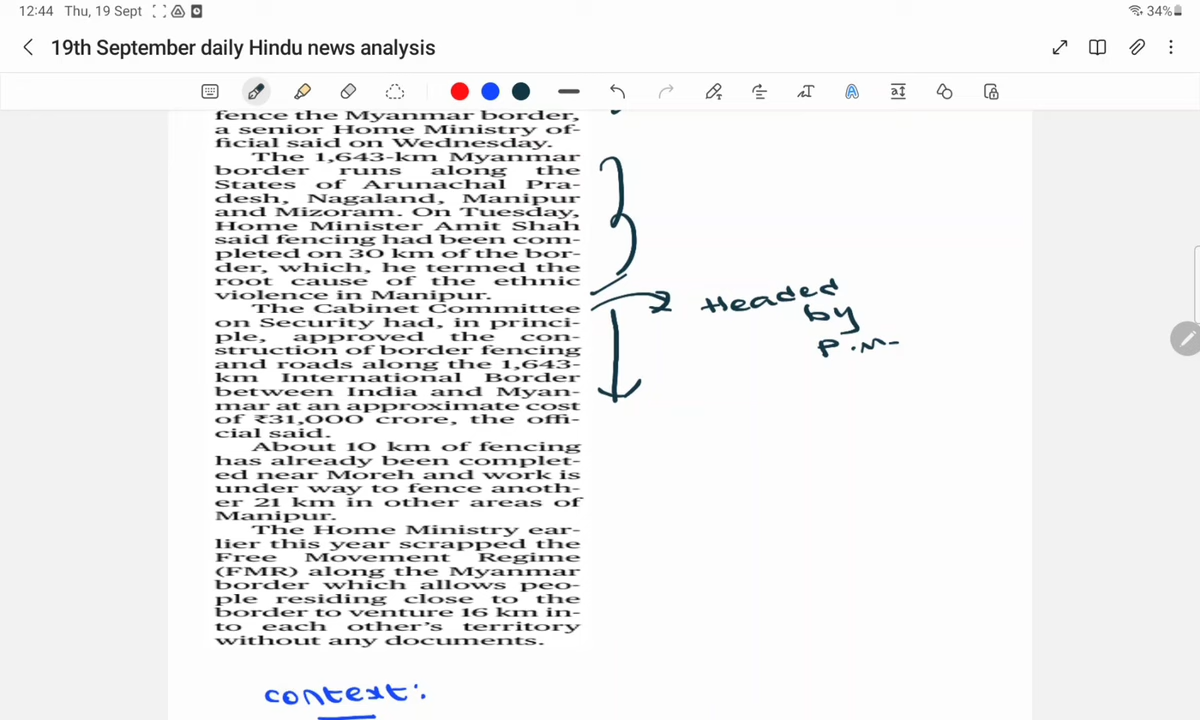 12:44 Thu, 19 Sept
34%
19th September daily Hindu news analysis
fence the Myanmar border,
a senior Home Ministry of-
ficial said on Wednesday.
The 1,643-km Myanmar
border runs along the
States of Arunachal Pra-
desh, Nagaland, Manipur
and Mizoram. On Tuesday,
Home Minister Amit Shah
said fencing had been com-
pleted on 30 km of the bor-
der, which, he termed the
root cause of the ethnic
violence in Manipur.
The Cabinet Committee
on Security had, in princi-
ple, approved the con-
struction of border fencing
and roads along the 1,643-
km International Border
between India and Myan-
mar at an approximate cost
of ₹31,000 crore, the offi-
cial said.
About 10 km of fencing
has already been complet-
ed near Moreh and work is
under way to fence anoth-
er 21 km in other areas of
Manipur.
The Home Ministry ear-
lier this year scrapped the
Free Movement Regime
(FMR) along the Myanmar
border which allows peo-
ple residing close to the
border to venture 16 km in-
to each other's territory
without any documents.
Headed
by
P.M.
context: